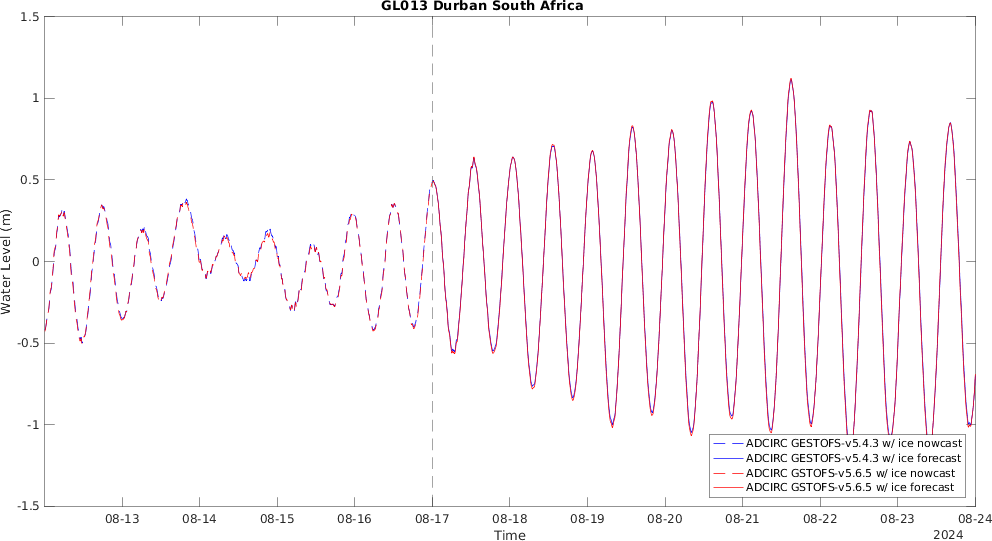 GL013 Durban South Africa
1.5
1
0.5
0
-0.5
-1
-1.5
Water Level (m)
ADCIRC GESTOFS-v5.4.3 w/ ice nowcast
ADCIRC GESTOFS-v5.4.3 w/ ice forecast
ADCIRC GSTOFS-v5.6.5 w/ ice nowcast
ADCIRC GSTOFS-v5.6.5 w/ ice forecast
08-13 08-14 08-15 08-16 08-17 08-18 08-19 08-20 08-21 08-22 08-23 08-24
Time
2024